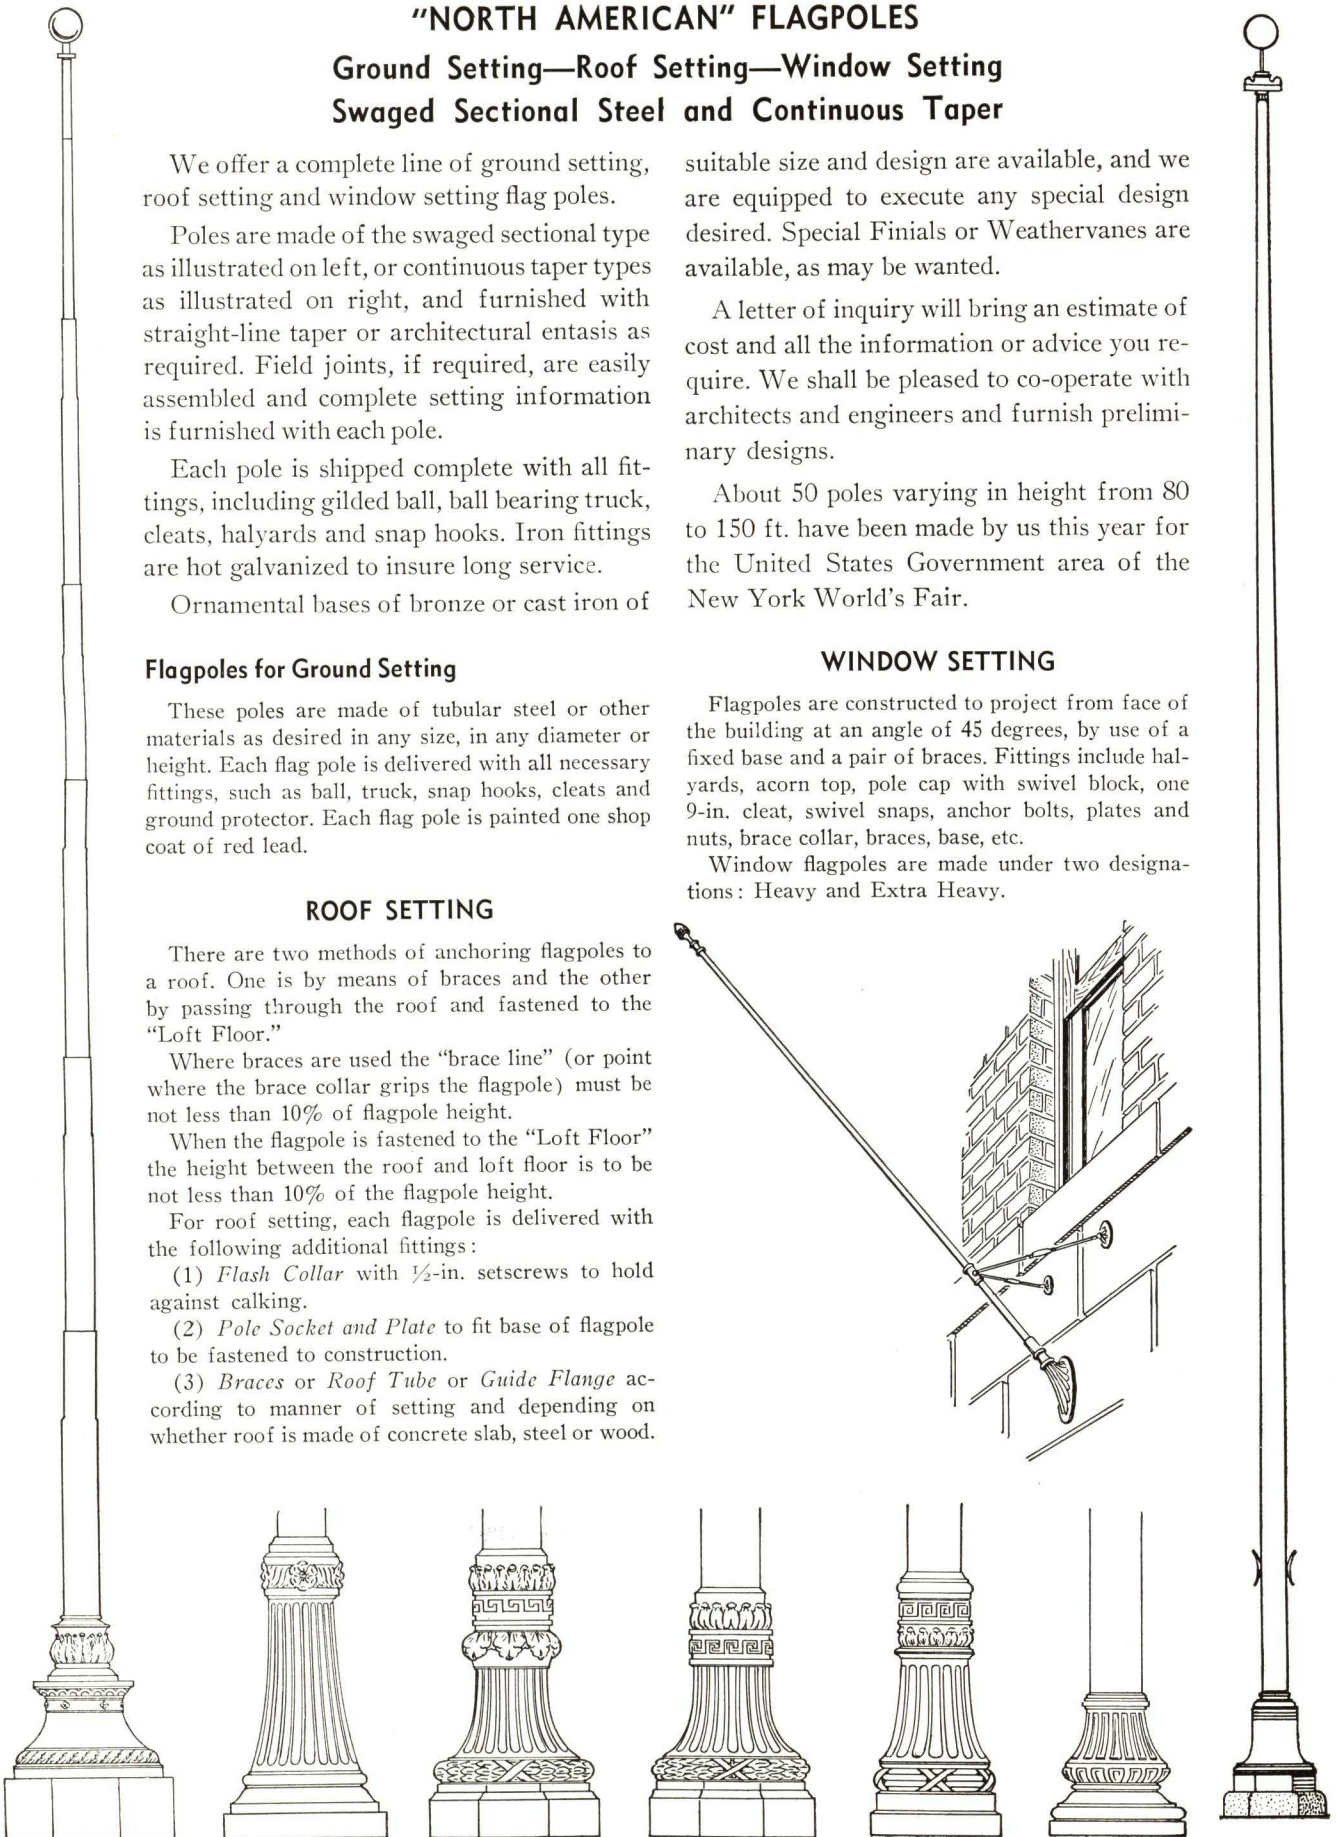 "NORTH AMERICAN" FLAGPOLES
Ground Setting—Roof Setting—Window Setting
Swaged Sectional Steel and Continuous Taper
We offer a complete line of ground setting,
roof setting and window setting flag poles.
Poles are made of the swaged sectional type
as illustrated on left, or continuous taper types
as illustrated on right, and furnished with
straight-line taper or architectural entasis as
required. Field joints, if required, are easily
assembled and complete setting information
is furnished with each pole.
Each pole is shipped complete with all fit-
tings, including gilded ball, ball bearing truck,
cleats, halyards and snap hooks. Iron fittings
are hot galvanized to insure long service.
Ornamental bases of bronze or cast iron of
suitable size and design are available, and we
are equipped to execute any special design
desired. Special Finials or Weathervanes are
available, as may be wanted.
A letter of inquiry will bring an estimate of
cost and all the information or advice you re-
quire. We shall be pleased to co-operate with
architects and engineers and furnish prelimi-
nary designs.
About 50 poles varying in height from 80
to 150 ft. have been made by us this year for
the United States Government area of the
New York World's Fair.
Flagpoles for Ground Setting
These poles are made of tubular steel or other
materials as desired in any size, in any diameter or
height. Each flag pole is delivered with all necessary
fittings, such as ball, truck, snap hooks, cleats and
ground protector. Each flag pole is painted one shop
coat of red lead.
ROOF SETTING
There are two methods of anchoring flagpoles to
a roof. One is by means of braces and the other
by passing through the roof and fastened to the
"Loft Floor."
Where braces are used the "brace line" (or point
where the brace collar grips the flagpole) must be
not less than 10% of flagpole height.
When the flagpole is fastened to the "Loft Floor"
the height between the roof and loft floor is to be
not less than 10% of the flagpole height.
For roof setting, each flagpole is delivered with
the following additional fittings:
(1) Flash Collar with ½-in. setscrews to hold
against calking.
(2) Pole Socket and Plate to fit base of flagpole
to be fastened to construction.
(3) Braces or Roof Tube or Guide Flange ac-
cording to manner of setting and depending on
whether roof is made of concrete slab, steel or wood.
WINDOW SETTING
Flagpoles are constructed to project from face of
the building at an angle of 45 degrees, by use of a
fixed base and a pair of braces. Fittings include hal-
yards, acorn top, pole cap with swivel block, one
9-in. cleat, swivel snaps, anchor bolts, plates and
nuts, brace collar, braces, base, etc.
Window flagpoles are made under two designa-
tions: Heavy and Extra Heavy.